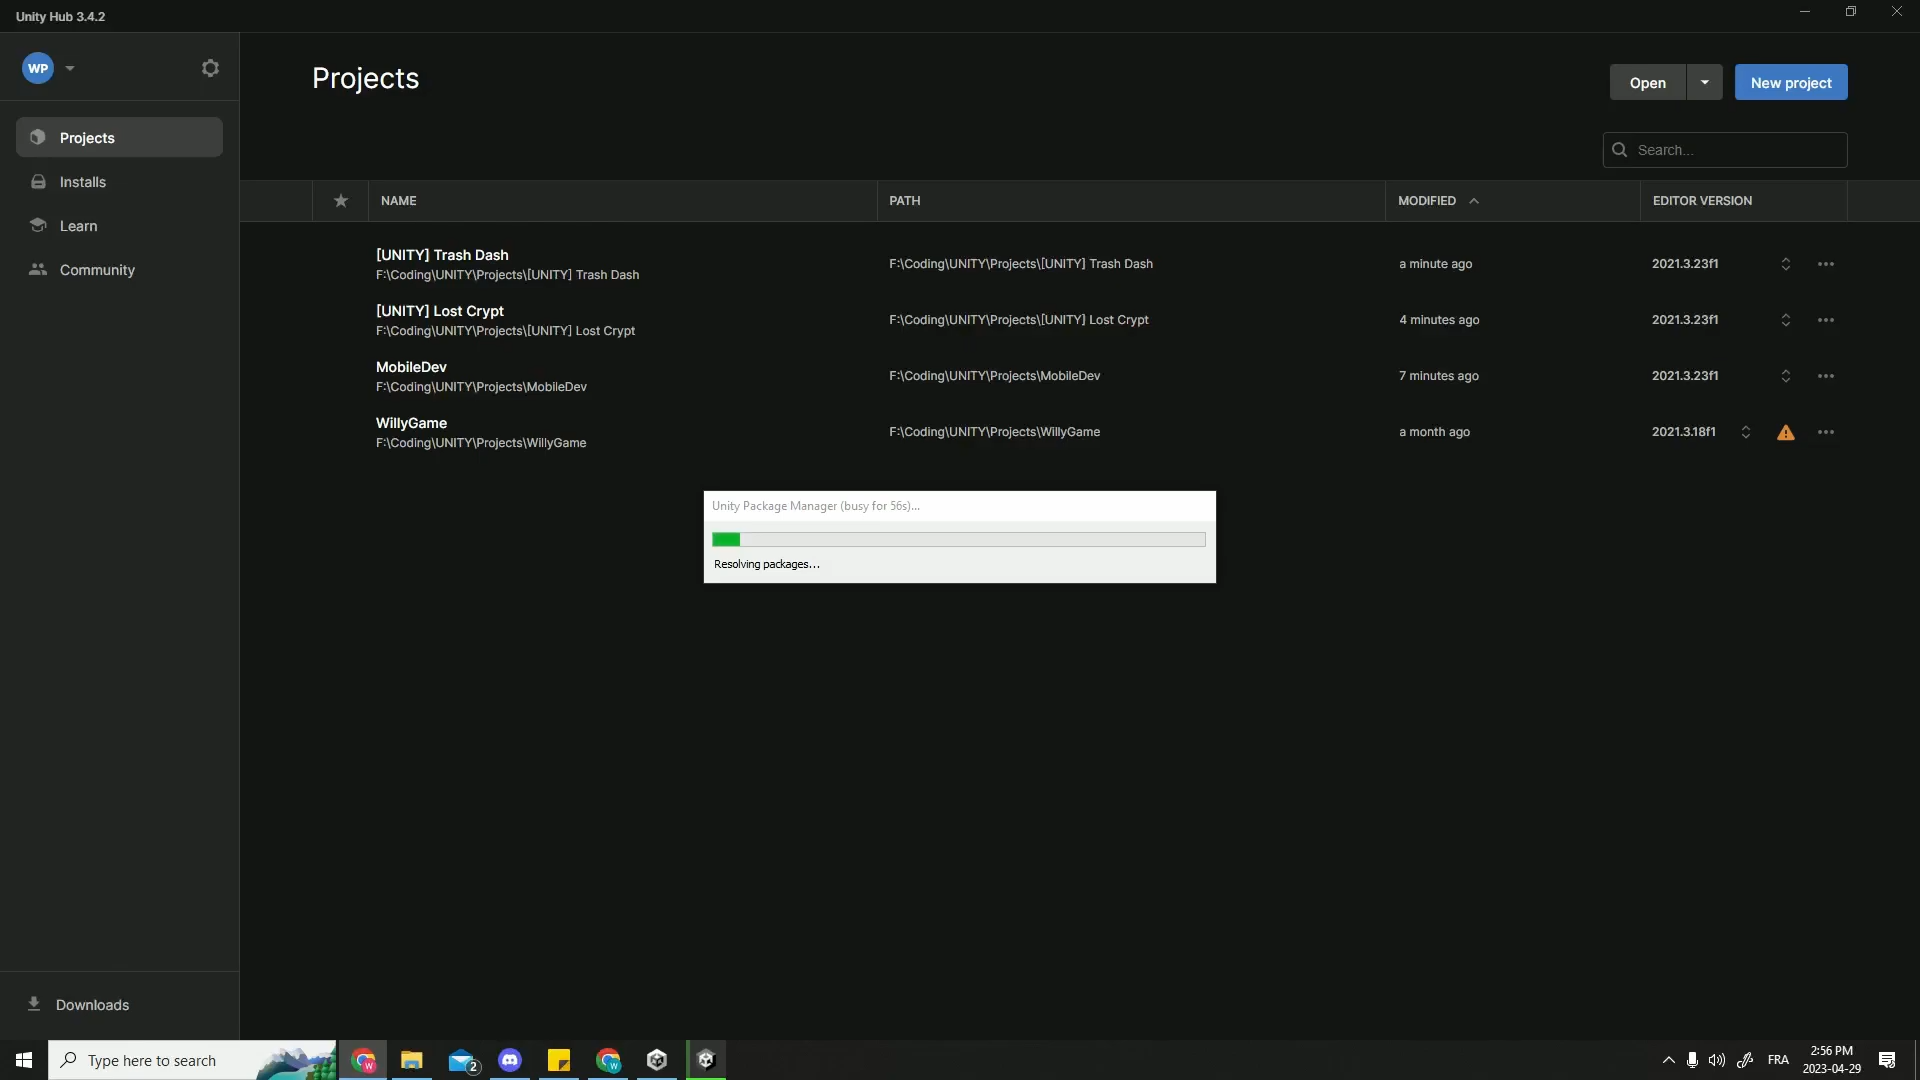 Unity Hub 3.4.2
WP
Projects
Open
New project
Projects
Search...
Installs
Learn
Community
NAME
PATH
MODIFIED
EDITOR VERSION
[UNITY] Trash Dash
F:\Coding\UNITY\Projects\[UNITY] Trash Dash
F:\Coding\UNITY\Projects\[UNITY] Trash Dash
a minute ago
2021.3.23f1
[UNITY] Lost Crypt
F:\Coding\UNITY\Projects\[UNITY] Lost Crypt
F:\Coding\UNITY\Projects\[UNITY] Lost Crypt
4 minutes ago
2021.3.23f1
MobileDev
F:\Coding\UNITY\Projects\MobileDev
F:\Coding\UNITY\Projects\MobileDev
7 minutes ago
2021.3.23f1
WillyGame
F:\Coding\UNITY\Projects\WillyGame
F:\Coding\UNITY\Projects\WillyGame
a month ago
2021.3.18f1
Unity Package Manager (busy for 56s)...
Resolving packages...
Downloads
Type here to search
W
2
W
FRA
2:56 PM
2023-04-29